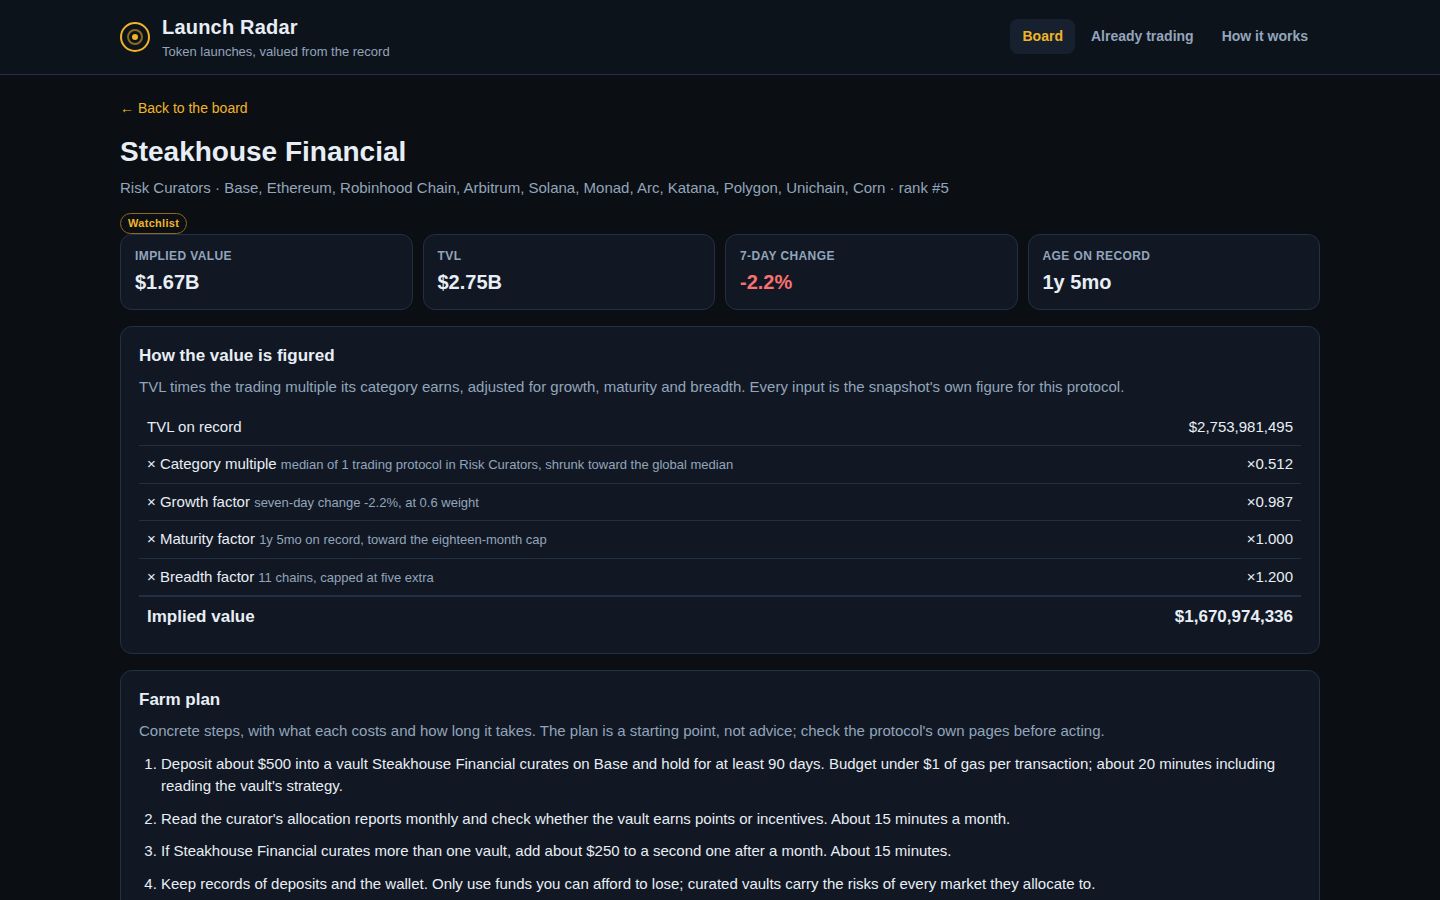 Launch Radar
Token launches, valued from the record
Board
Already trading
How it works
← Back to the board
Steakhouse Financial
Risk Curators · Base, Ethereum, Robinhood Chain, Arbitrum, Solana, Monad, Arc, Katana, Polygon, Unichain, Corn · rank #5
Watchlist
IMPLIED VALUE
$1.67B
TVL
$2.75B
7-DAY CHANGE
-2.2%
AGE ON RECORD
1y 5mo
How the value is figured
TVL times the trading multiple its category earns, adjusted for growth, maturity and breadth. Every input is the snapshot's own figure for this protocol.
TVL on record $2,753,981,495
× Category multiple median of 1 trading protocol in Risk Curators, shrunk toward the global median ×0.512
× Growth factor seven-day change -2.2%, at 0.6 weight ×0.987
× Maturity factor 1y 5mo on record, toward the eighteen-month cap ×1.000
× Breadth factor 11 chains, capped at five extra ×1.200
Implied value $1,670,974,336
Farm plan
Concrete steps, with what each costs and how long it takes. The plan is a starting point, not advice; check the protocol's own pages before acting.
1. Deposit about $500 into a vault Steakhouse Financial curates on Base and hold for at least 90 days. Budget under $1 of gas per transaction; about 20 minutes including
reading the vault's strategy.
2. Read the curator's allocation reports monthly and check whether the vault earns points or incentives. About 15 minutes a month.
3. If Steakhouse Financial curates more than one vault, add about $250 to a second one after a month. About 15 minutes.
4. Keep records of deposits and the wallet. Only use funds you can afford to lose; curated vaults carry the risks of every market they allocate to.